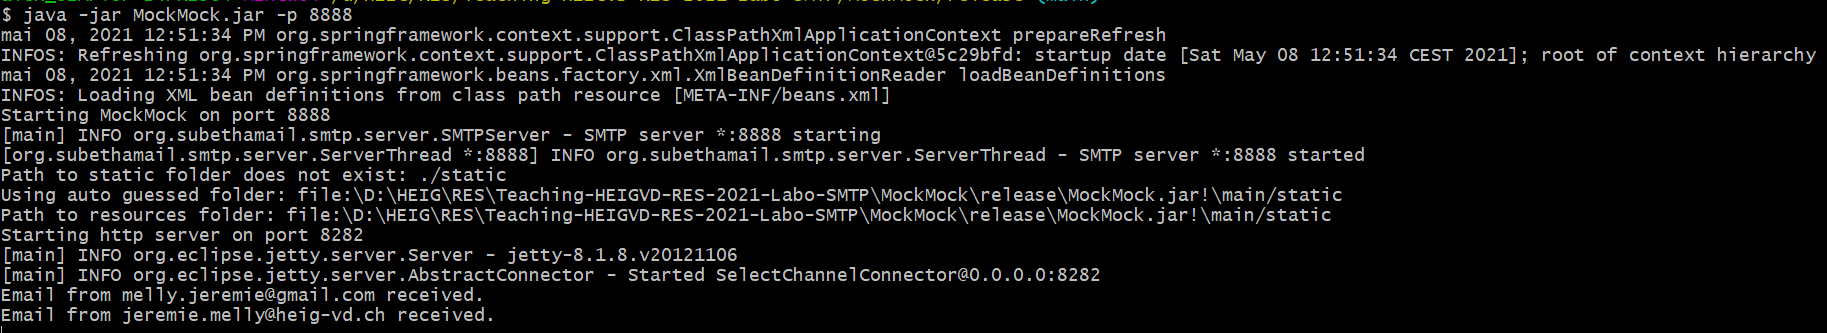 $ java -jar MockMock.jar -p 8888
mai 08, 2021 12:51:34 PM org.springframework.context.support.ClassPathXmlApplicationContext prepareRefresh
INFOS: Refreshing org.springframework.context.support.ClassPathXmlApplicationContext@5c29bfd: startup date [Sat May 08 12:51:34 CEST 2021]; root of context hierarchy
mai 08, 2021 12:51:34 PM org.springframework.beans.factory.xml.XmlBeanDefinitionReader loadBeanDefinitions
INFOS: Loading XML bean definitions from class path resource [META-INF/beans.xml]
Starting MockMock on port 8888
[main] INFO org.subethamail.smtp.server.SMTPServer - SMTP server *:8888 starting
[org.subethamail.smtp.server.ServerThread *:8888] INFO org.subethamail.smtp.server.ServerThread - SMTP server *:8888 started
Path to static folder does not exist: ./static
Using auto guessed folder: file:\D:\HEIG\RES\Teaching-HEIGVD-RES-2021-Labo-SMTP\MockMock\release\MockMock.jar!\main/static
Path to resources folder: file:\D:\HEIG\RES\Teaching-HEIGVD-RES-2021-Labo-SMTP\MockMock\release\MockMock.jar!\main/static
Starting http server on port 8282
[main] INFO org.eclipse.jetty.server.Server - jetty-8.1.8.v20121106
[main] INFO org.eclipse.jetty.server.AbstractConnector - Started SelectChannelConnector@0.0.0.0:8282
Email from melly.jeremie@gmail.com received.
Email from jeremie.melly@heig-vd.ch received.